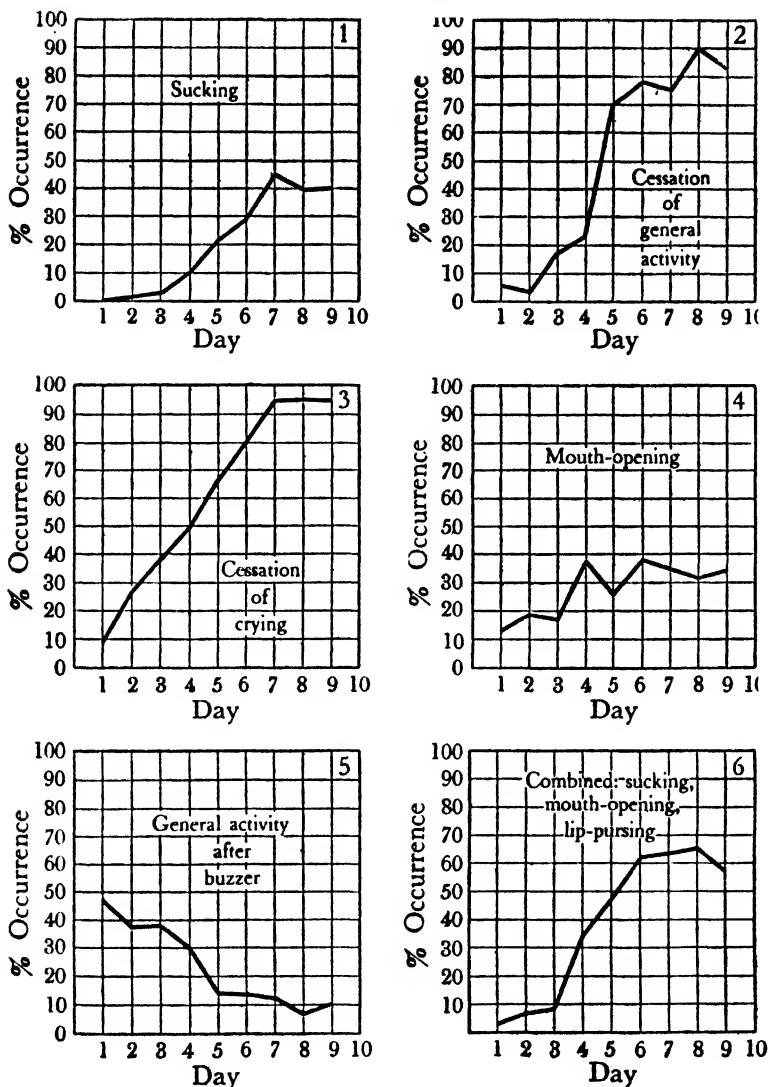 1
100
90
80
70
60
50
40
30
20
10
0
% Occurrence
Sucking
1 2 3 4 5 6 7 8 9 10
Day
2
100
90
80
70
60
50
40
30
20
10
0
% Occurrence
Cessation
of
general
activity
1 2 3 4 5 6 7 8 9 10
Day
3
100
90
80
70
60
50
40
30
20
10
0
% Occurrence
Cessation
of
crying
1 2 3 4 5 6 7 8 9 10
Day
4
100
90
80
70
60
50
40
30
20
10
0
% Occurrence
Mouth-opening
1 2 3 4 5 6 7 8 9 10
Day
5
100
90
80
70
60
50
40
30
20
10
0
% Occurrence
General activity
after
buzzer
1 2 3 4 5 6 7 8 9 10
Day
6
100
90
80
70
60
50
40
30
20
10
% Occurrence
Combined: sucking,
mouth-opening,
lip-pursing
1 2 3 4 5 6 7 8 9 10
Day